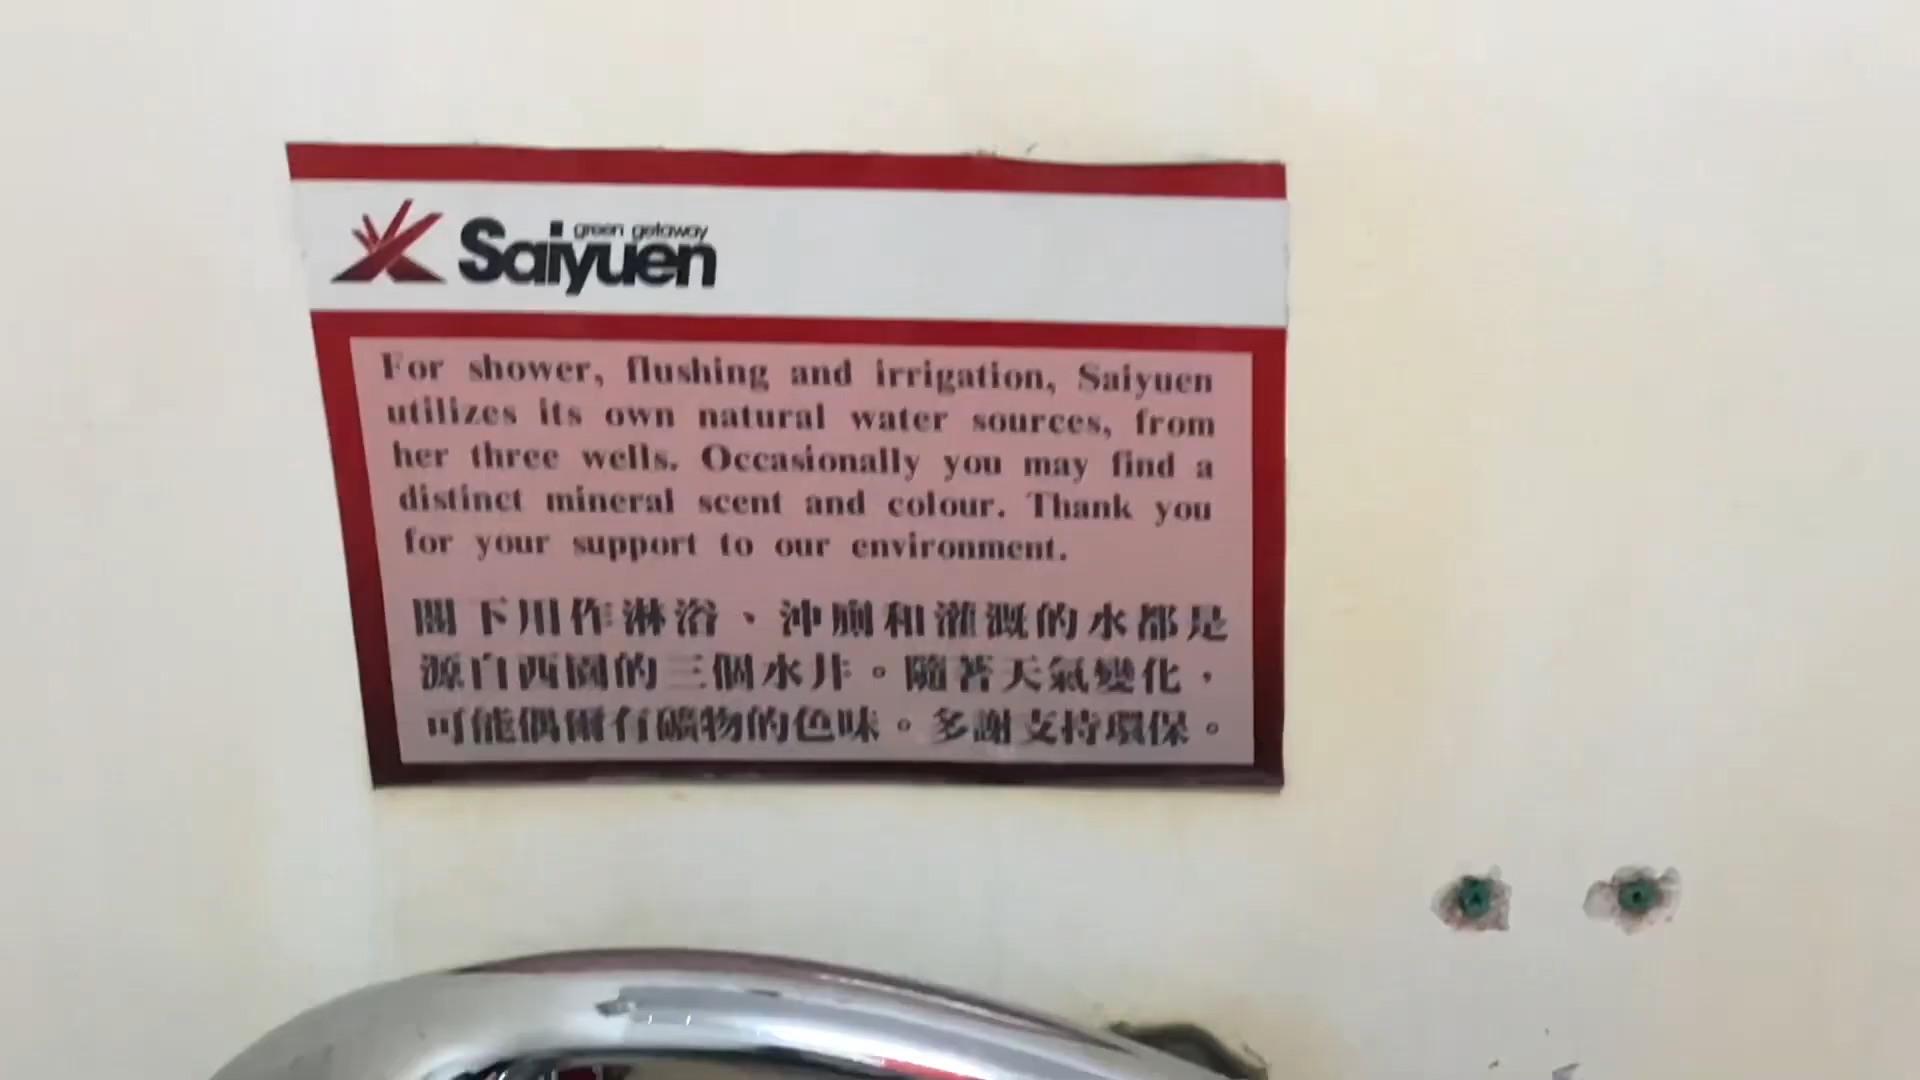 green getaway
Saiyuen
For shower, flushing and irrigation, Saiyuen
utilizes its own natural water sources, from
her three wells. Occasionally you may find a
distinct mineral scent and colour. Thank you
for your support to our environment.
閣下用作淋浴、沖廁和灌溉的水都是
源自西園的三個水井。隨著天氣變化，
可能偶爾有礦物的色味。多謝支持環保。